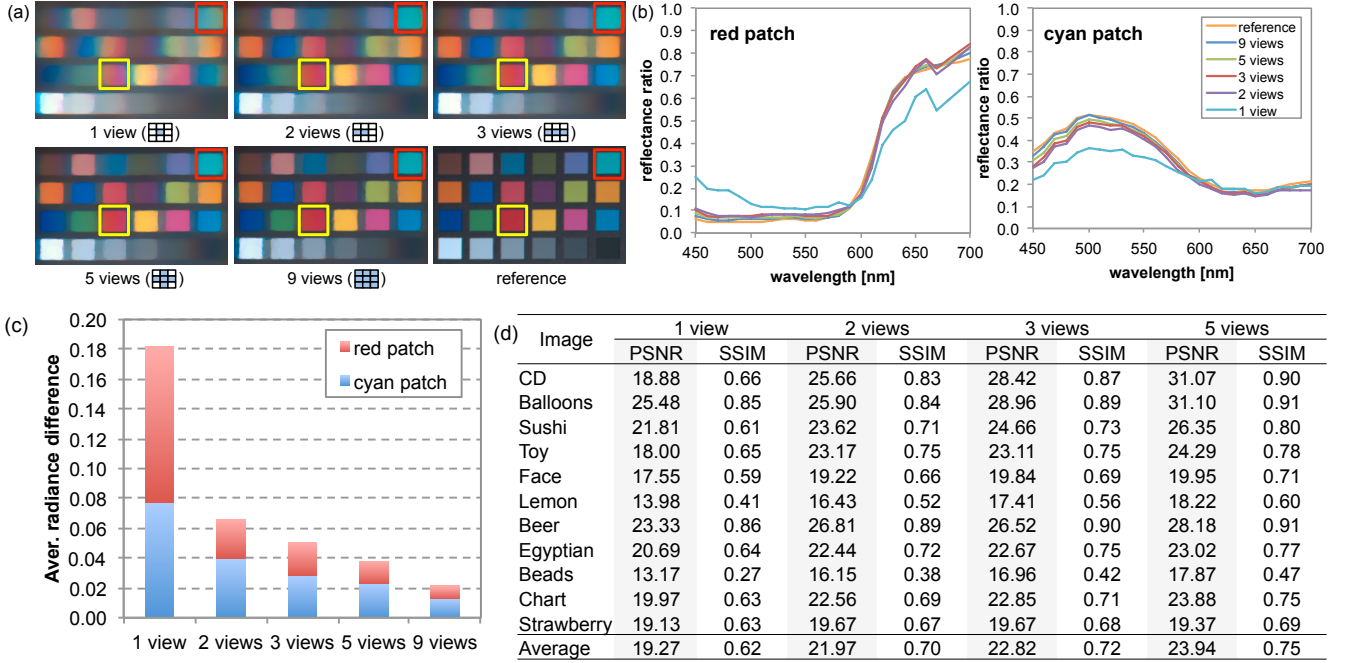 (a)
1 view ( )
2 views ( )
3 views ( )
5 views ( )
9 views ( )
reference
(b)
red patch
reflectance ratio
1.0
0.9
0.8
0.7
0.6
0.5
0.4
0.3
0.2
0.1
0.0
450 500 550 600 650 700
wavelength [nm]
cyan patch
reflectance ratio
1.0
0.9
0.8
0.7
0.6
0.5
0.4
0.3
0.2
0.1
0.0
450 500 550 600 650 700
wavelength [nm]
reference
9 views
5 views
3 views
2 views
1 view
(c)
Aver. radiance difference
0.20
0.18
0.16
0.14
0.12
0.10
0.08
0.06
0.04
0.02
0.00
red patch
cyan patch
1 view 2 views 3 views 5 views 9 views
(d)
Image 1 view 2 views 3 views 5 views
PSNR SSIM PSNR SSIM PSNR SSIM PSNR SSIM
CD 18.88 0.66 25.66 0.83 28.42 0.87 31.07 0.90
Balloons 25.48 0.85 25.90 0.84 28.96 0.89 31.10 0.91
Sushi 21.81 0.61 23.62 0.71 24.66 0.73 26.35 0.80
Toy 18.00 0.65 23.17 0.75 23.11 0.75 24.29 0.78
Face 17.55 0.59 19.22 0.66 19.84 0.69 19.95 0.71
Lemon 13.98 0.41 16.43 0.52 17.41 0.56 18.22 0.60
Beer 23.33 0.86 26.81 0.89 26.52 0.90 28.18 0.91
Egyptian 20.69 0.64 22.44 0.72 22.67 0.75 23.02 0.77
Beads 13.17 0.27 16.15 0.38 16.96 0.42 17.87 0.47
Chart 19.97 0.63 22.56 0.69 22.85 0.71 23.88 0.75
Strawberry 19.13 0.63 19.67 0.67 19.67 0.68 19.37 0.69
Average 19.27 0.62 21.97 0.70 22.82 0.72 23.94 0.75